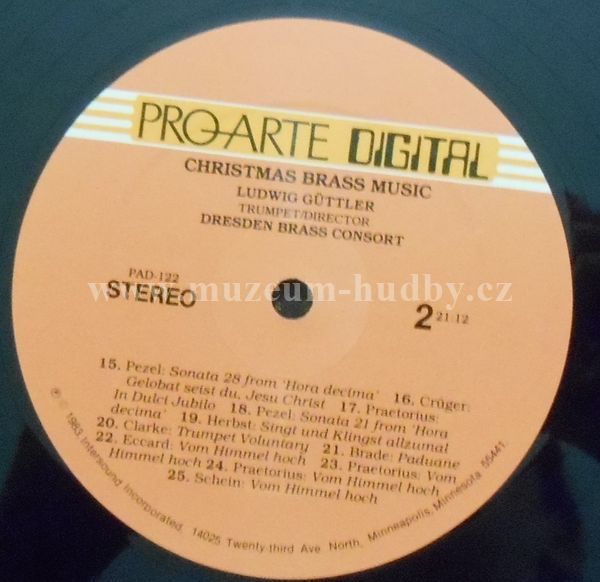 PRO-ARTE DIGITAL
CHRISTMAS BRASS MUSIC
LUDWIG GÜTTLER
TRUMPET/DIRECTOR
DRESDEN BRASS CONSORT
PAD-122
STEREO
2 21:12
www.muzeum-hudby.cz
15. Pezel: Sonata 28 from 'Hora decima' 16. Crüger:
Gelobat seist du, Jesu Christ 17. Praetorius:
In Dulci Jubilo 18. Pezel: Sonata 21 from 'Hora
decima' 19. Herbst: Singt und Klingst allzumal
20. Clarke: Trumpet Voluntary 21. Brade: Paduane
22. Eccard: Vom Himmel hoch 23. Praetorius: Vom
Himmel hoch 24. Praetorius: Vom Himmel hoch
25. Schein: Vom Himmel hoch
℗ 1983 Intersound Incorporated, 14025 Twenty-third Ave. North, Minneapolis, Minnesota 55441.